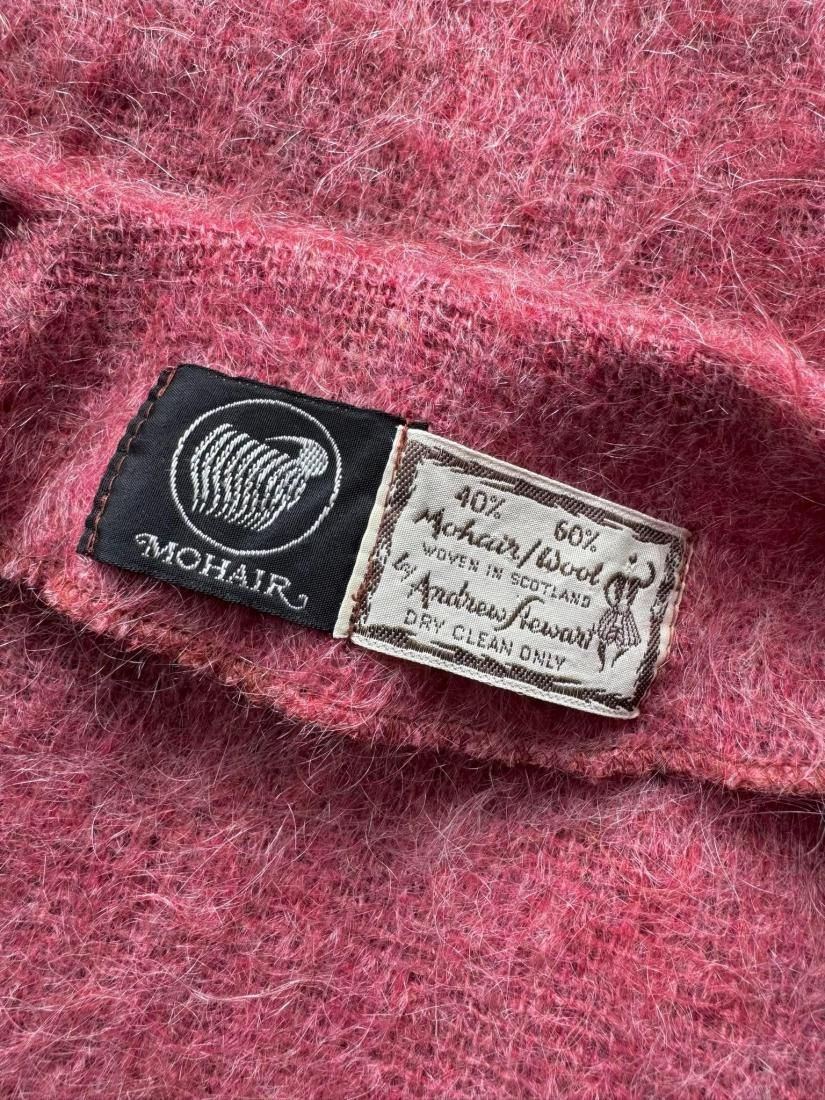 MOHAIR
40% 60%
Mohair/Wool
WOVEN IN SCOTLAND
by Andrew Stewart
DRY CLEAN ONLY